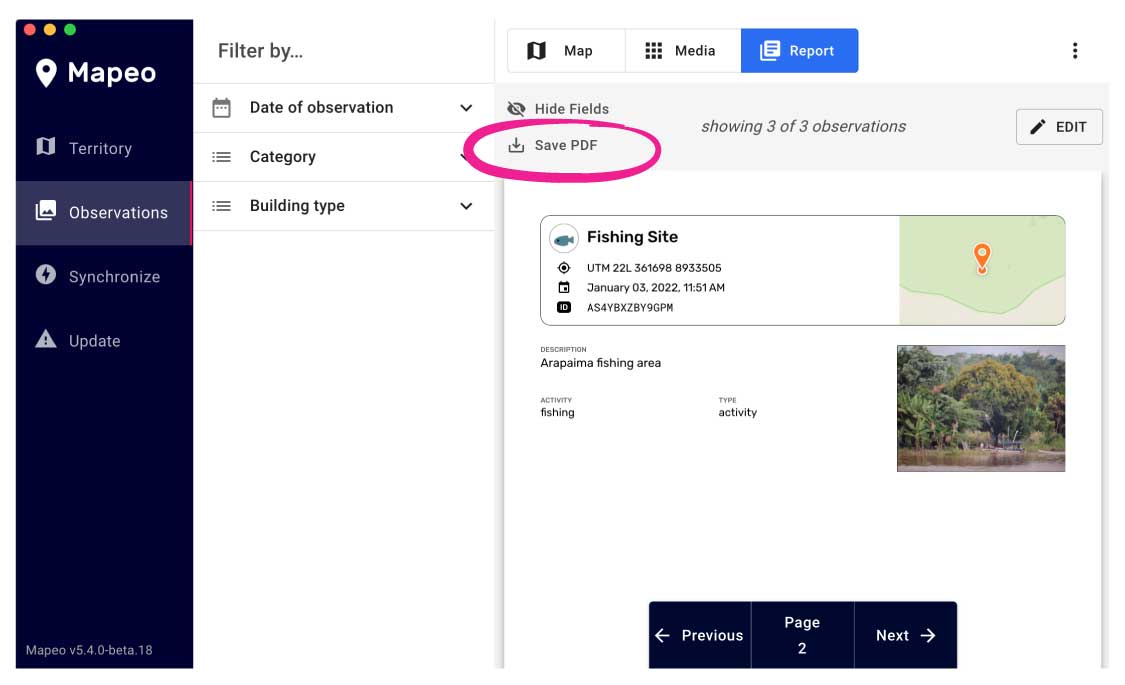 Mapeo
Territory
Observations
Synchronize
Update
Mapeo v5.4.0-beta.18
Filter by...
Date of observation
Category
Building type
Map
Media
Report
Hide Fields
Save PDF
showing 3 of 3 observations
EDIT
Fishing Site
UTM 22L 361698 8933505
January 03, 2022, 11:51 AM
ID
AS4YBXZBY9GPM
DESCRIPTION
Arapaima fishing area
ACTIVITY
fishing
TYPE
activity
Previous
Page
2
Next